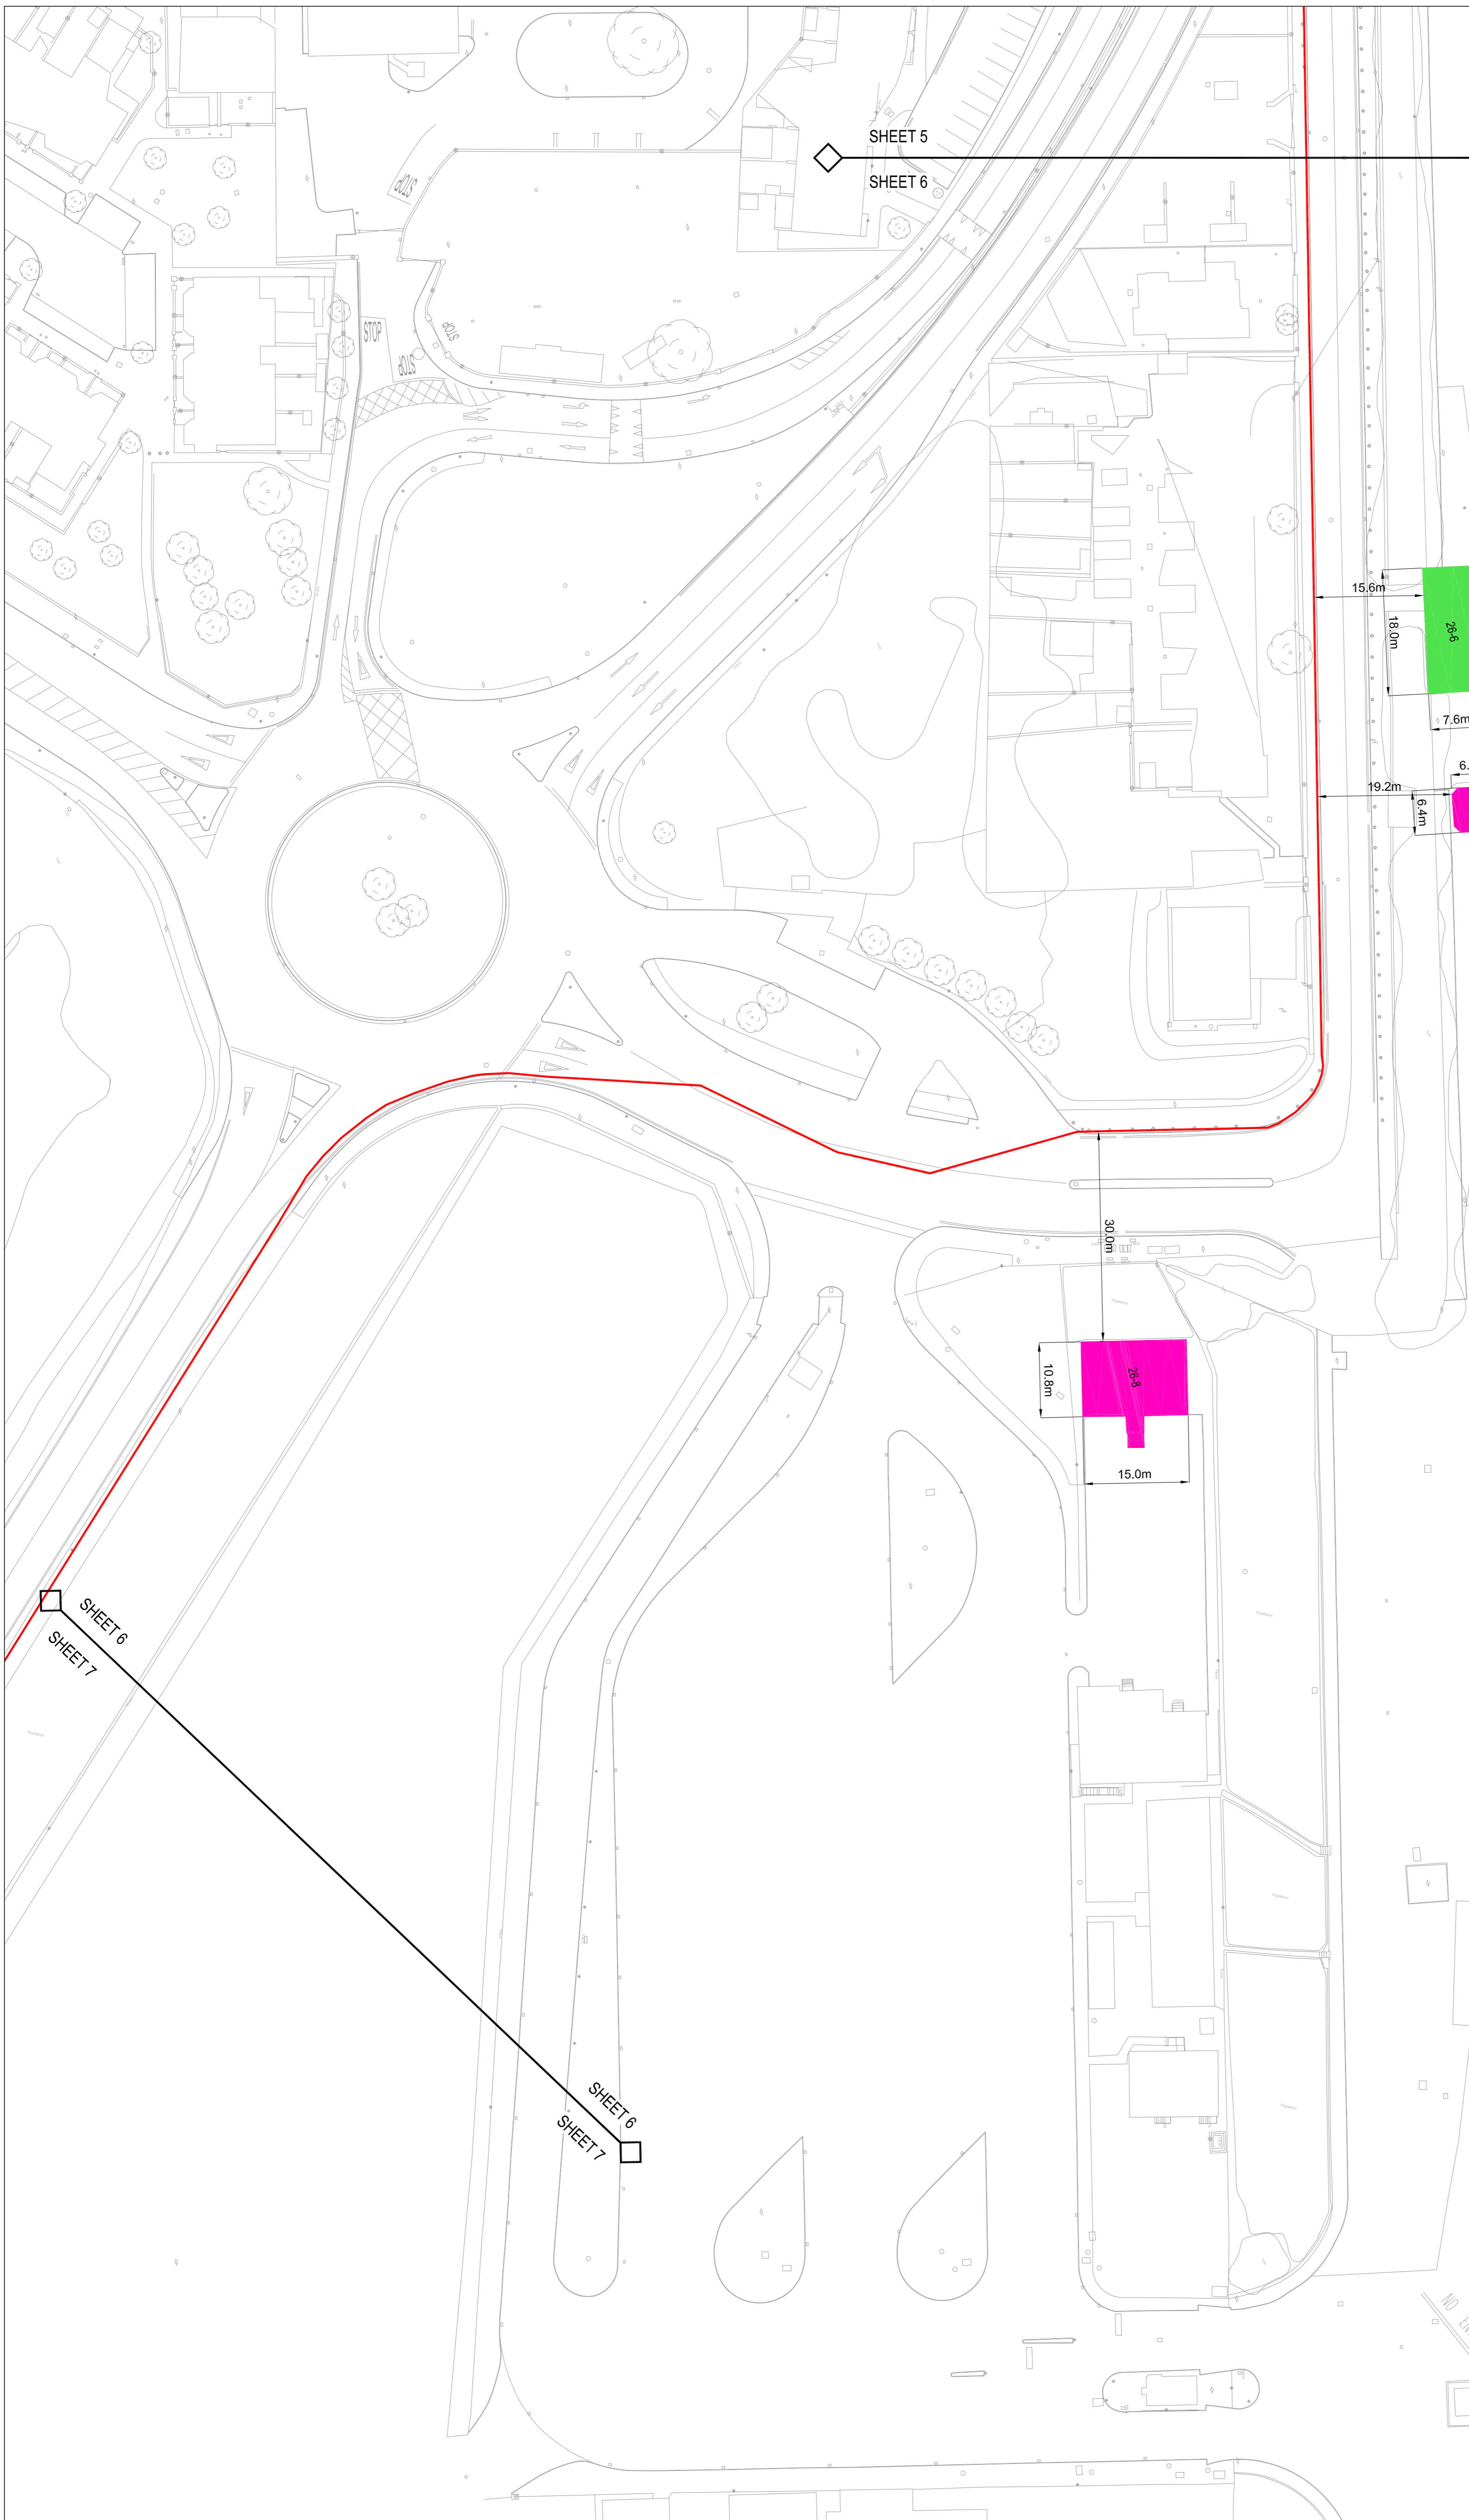 SHEET 5
SHEET 6
STOP
STOP
STOP
STOP
15.6m
18.0m
26-6
7.6m
19.2m
6.4m
30.0m
10.8m
26-8
15.0m
SHEET 6
SHEET 7
SHEET 6
SHEET 7
NO